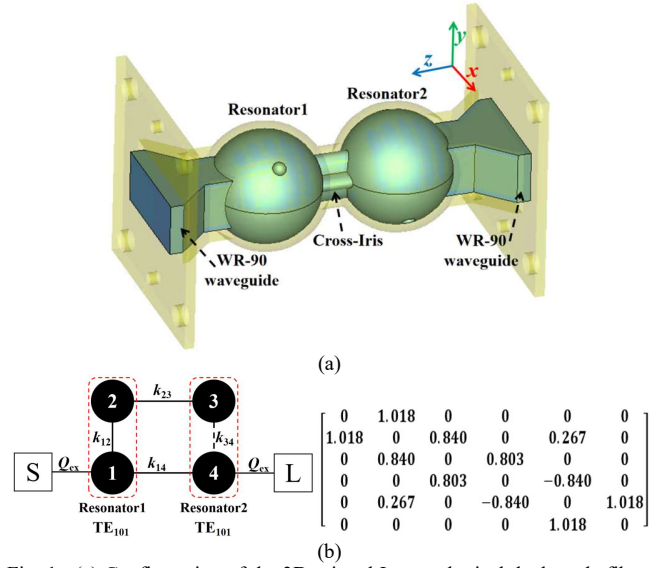 y
z
x
Resonator1
Resonator2
Cross-Iris
WR-90
waveguide
WR-90
waveguide
(a)
2 k23 3
k12 k34
S Qex 1 k14 4 Qex L
Resonator1 Resonator2
TE101 TE101
0 1.018 0 0 0 0
1.018 0 0.840 0 0.267 0
0 0.840 0 0.803 0 0
0 0 0.803 0 −0.840 0
0 0.267 0 −0.840 0 1.018
0 0 0 0 1.018 0
(b)